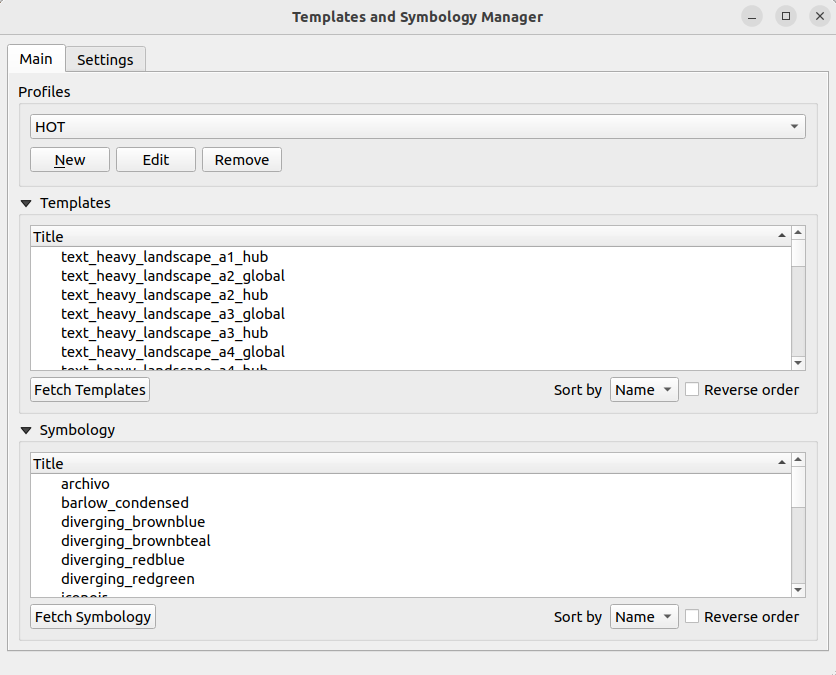 Templates and Symbology Manager
Main
Settings
Profiles
HOT
New
Edit
Remove
Templates
Title
text_heavy_landscape_a1_hub
text_heavy_landscape_a2_global
text_heavy_landscape_a2_hub
text_heavy_landscape_a3_global
text_heavy_landscape_a3_hub
text_heavy_landscape_a4_global
text_heavy_landscape_a4_hub
Fetch Templates
Sort by
Name
Reverse order
Symbology
Title
archivo
barlow_condensed
diverging_brownblue
diverging_brownbteal
diverging_redblue
diverging_redgreen
Fetch Symbology
Sort by
Name
Reverse order